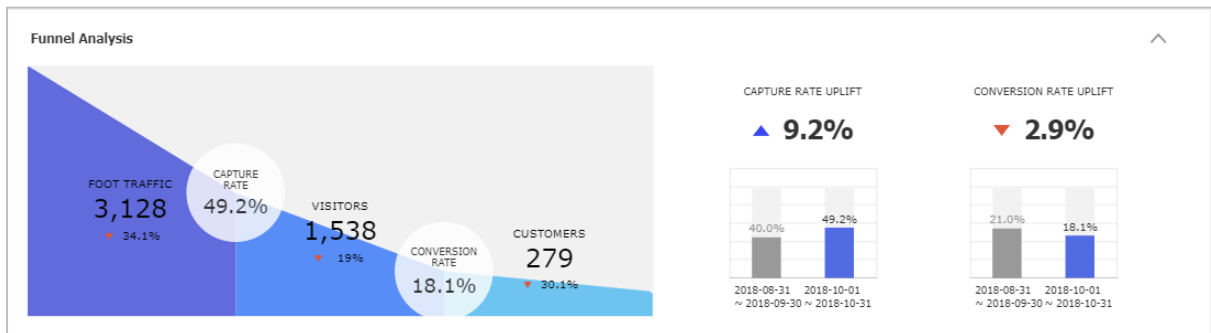 Funnel Analysis
FOOT TRAFFIC
3,128
34.1%
CAPTURE
RATE
49.2%
VISITORS
1,538
19%
CONVERSION
RATE
18.1%
CUSTOMERS
279
30.1%
CAPTURE RATE UPLIFT
9.2%
40.0%
49.2%
2018-08-31
~ 2018-09-30
2018-10-01
~ 2018-10-31
CONVERSION RATE UPLIFT
2.9%
21.0%
18.1%
2018-08-31
~ 2018-09-30
2018-10-01
~ 2018-10-31